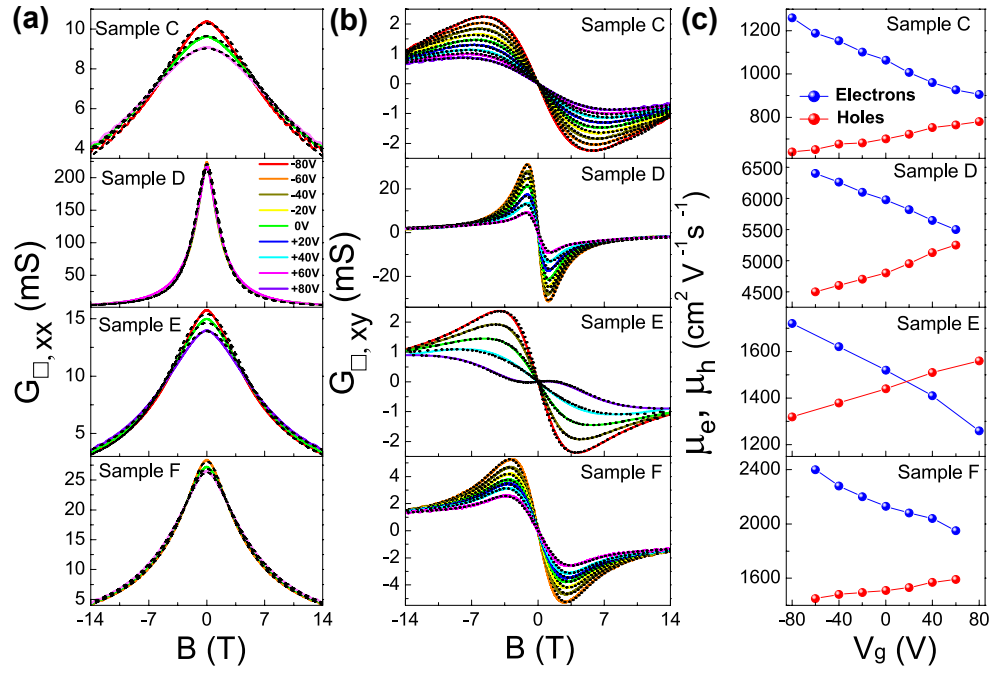 (a)
(b)
(c)
Sample C
10
8
6
4
Sample D
200
150
100
50
-80V
-60V
-40V
-20V
0V
+20V
+40V
+60V
+80V
Sample E
15
10
5
Sample F
25
20
15
10
5
-14
-7
0
7
14
B (T)
G□, xx (mS)
Sample C
2
1
0
-1
-2
Sample D
20
0
-20
Sample E
2
1
0
-1
-2
Sample F
4
2
0
-2
-4
-14
-7
0
7
14
B (T)
G□, xy (mS)
Sample C
1200
1000
800
Electrons
Holes
Sample D
6500
6000
5500
5000
4500
Sample E
1600
1400
1200
Sample F
2400
2000
1600
-80
-40
0
40
80
Vg (V)
μe, μh (cm² V⁻¹ s⁻¹)